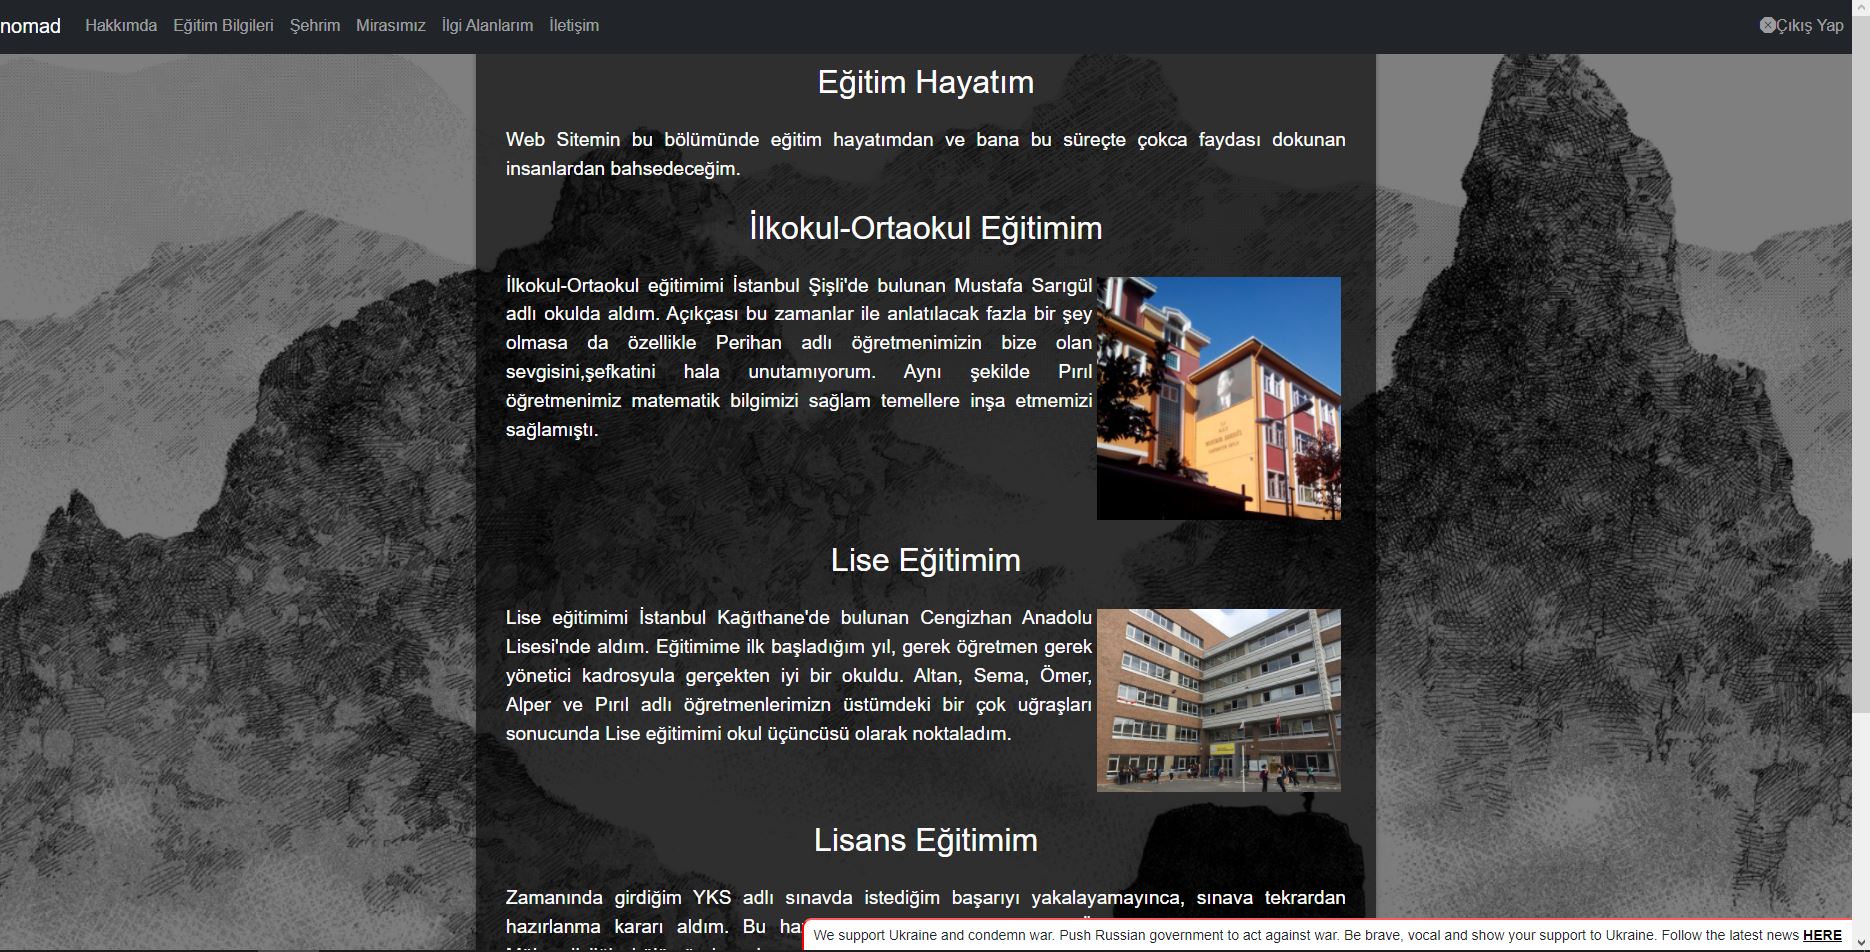 nomad Hakkımda Eğitim Bilgileri Şehrim Mirasımız İlgi Alanlarım İletişim Çıkış Yap
Eğitim Hayatım
Web Sitemin bu bölümünde eğitim hayatımdan ve bana bu süreçte çokca faydası dokunan
insanlardan bahsedeceğim.
İlkokul-Ortaokul Eğitimim
İlkokul-Ortaokul eğitimimi İstanbul Şişli'de bulunan Mustafa Sarıgül
adlı okulda aldım. Açıkçası bu zamanlar ile anlatılacak fazla bir şey
olmasa da özellikle Perihan adlı öğretmenimizin bize olan
sevgisini,şefkatini hala unutamıyorum. Aynı şekilde Pırıl
öğretmenimiz matematik bilgimizi sağlam temellere inşa etmemizi
sağlamıştı.
Lise Eğitimim
Lise eğitimimi İstanbul Kağıthane'de bulunan Cengizhan Anadolu
Lisesi'nde aldım. Eğitimime ilk başladığım yıl, gerek öğretmen gerek
yönetici kadrosyula gerçekten iyi bir okuldu. Altan, Sema, Ömer,
Alper ve Pırıl adlı öğretmenlerimizn üstümdeki bir çok uğraşları
sonucunda Lise eğitimimi okul üçüncüsü olarak noktaladım.
Lisans Eğitimim
Zamanında girdiğim YKS adlı sınavda istediğim başarıyı yakalayamayınca, sınava tekrardan
hazırlanma kararı aldım. Bu
We support Ukraine and condemn war. Push Russian government to act against war. Be brave, vocal and show your support to Ukraine. Follow the latest news HERE